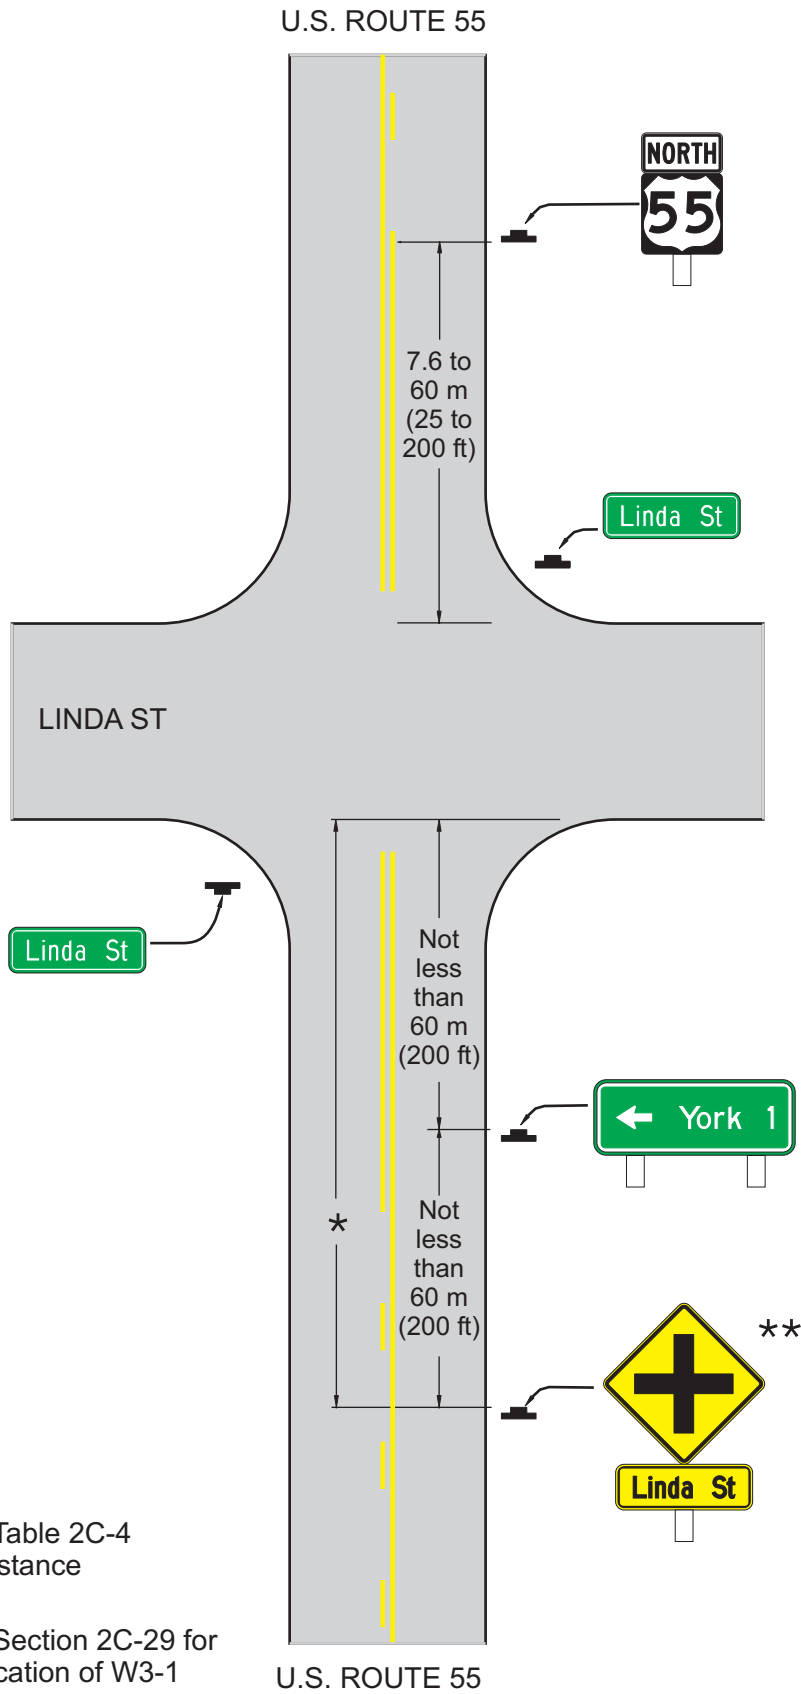 U.S. ROUTE 55
NORTH
55
7.6 to
60 m
(25 to
200 ft)
Linda St
LINDA ST
Linda St
Not
less
than
60 m
(200 ft)
← York 1
*
Not
less
than
60 m
(200 ft)
**
Linda St
Table 2C-4
stance
Section 2C-29 for
cation of W3-1
U.S. ROUTE 55